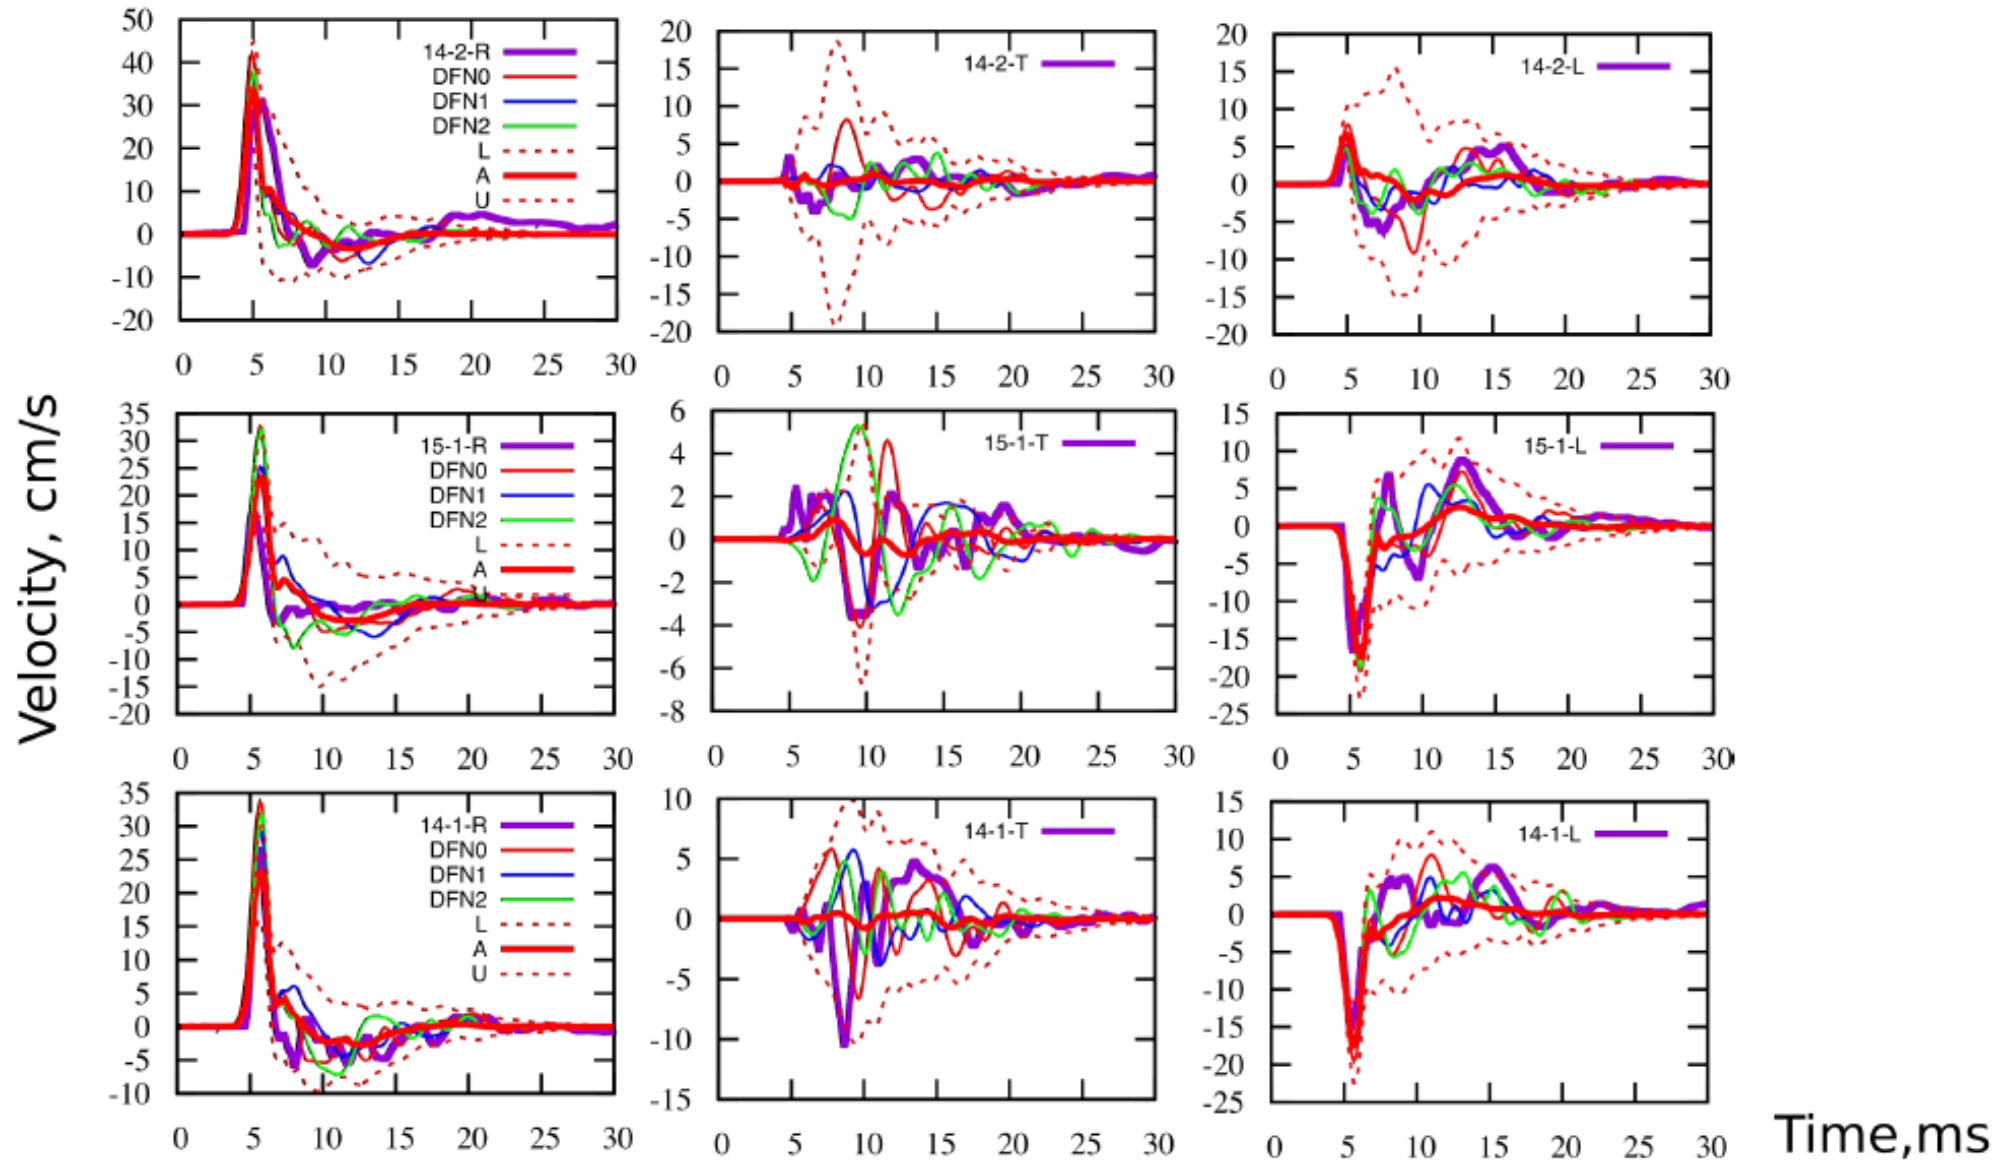 Velocity, cm/s
50
40
30
20
10
0
-10
-20
14-2-R
DFN0
DFN1
DFN2
L
A
U
0 5 10 15 20 25 30
20
15
10
5
0
-5
-10
-15
-20
14-2-T
0 5 10 15 20 25 30
20
15
10
5
0
-5
-10
-15
-20
14-2-L
0 5 10 15 20 25 30
35
30
25
20
15
10
5
0
-5
-10
-15
-20
15-1-R
DFN0
DFN1
DFN2
L
A
U
0 5 10 15 20 25 30
6
4
2
0
-2
-4
-6
-8
15-1-T
0 5 10 15 20 25 30
15
10
5
0
-5
-10
-15
-20
-25
15-1-L
0 5 10 15 20 25 30
35
30
25
20
15
10
5
0
-5
-10
14-1-R
DFN0
DFN1
DFN2
L
A
U
0 5 10 15 20 25 30
10
5
0
-5
-10
-15
14-1-T
0 5 10 15 20 25 30
15
10
5
0
-5
-10
-15
-20
-25
14-1-L
0 5 10 15 20 25 30
Time,ms